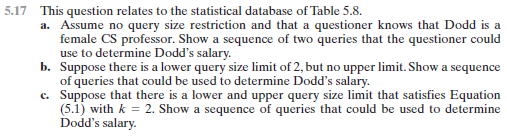 5.17 This question relates to the statistical database of Table 5.8.
a. Assume no query size restriction and that a questioner knows that Dodd is a
female CS professor. Show a sequence of two queries that the questioner could
use to determine Dodd's salary.
b. Suppose there is a lower query size limit of 2, but no upper limit. Show a sequence
of queries that could be used to determine Dodd's salary.
c. Suppose that there is a lower and upper query size limit that satisfies Equation
(5.1) with k = 2. Show a sequence of queries that could be used to determine
Dodd's salary.